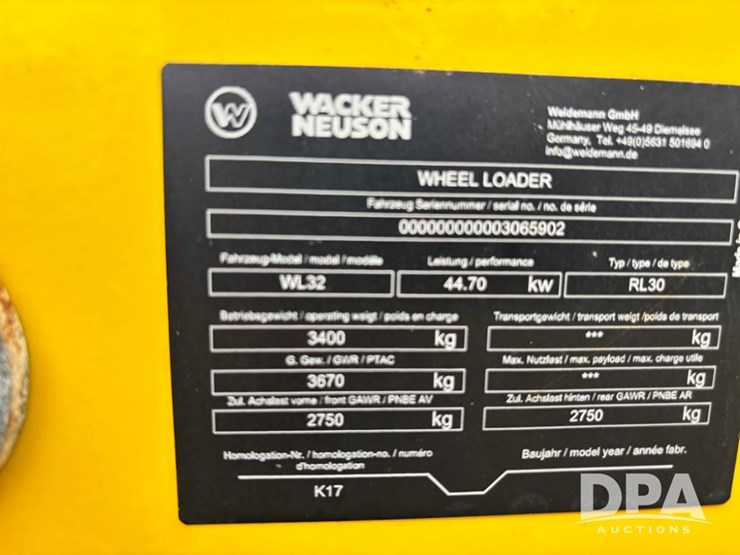 WACKER
NEUSON
Weidemann GmbH
Mühlhäuser Weg 45-49 Diemelsee
Germany, Tel. +49(0)5631 501694 0
info@weidemann.de
WHEEL LOADER
Fahrzeug Seriennummer / serial no. / no. de série
000000000003065902
Fahrzeug-Model / model / modèle
Leistung / performance
Typ / type / de type
WL32
44.70 kw
RL30
Betriebsgewicht / operating weigt / poids en charge
Transportgewicht / transport weigt /poids de transport
3400 kg
*** kg
G. Gew. / GWR / PTAC
Max. Nutzlast / max. payload / max. charge utile
3670 kg
*** kg
Zul. Achslast vorne / front GAWR / PNBE AV
Zul. Achslast hinten / rear GAWR / PNBE AR
2750 kg
2750 kg
Homologation-Nr. / homologation-no. / numéro
d'homologation
Baujahr / model year / année fabr.
K17
Made in
DPA
AUCTIONS